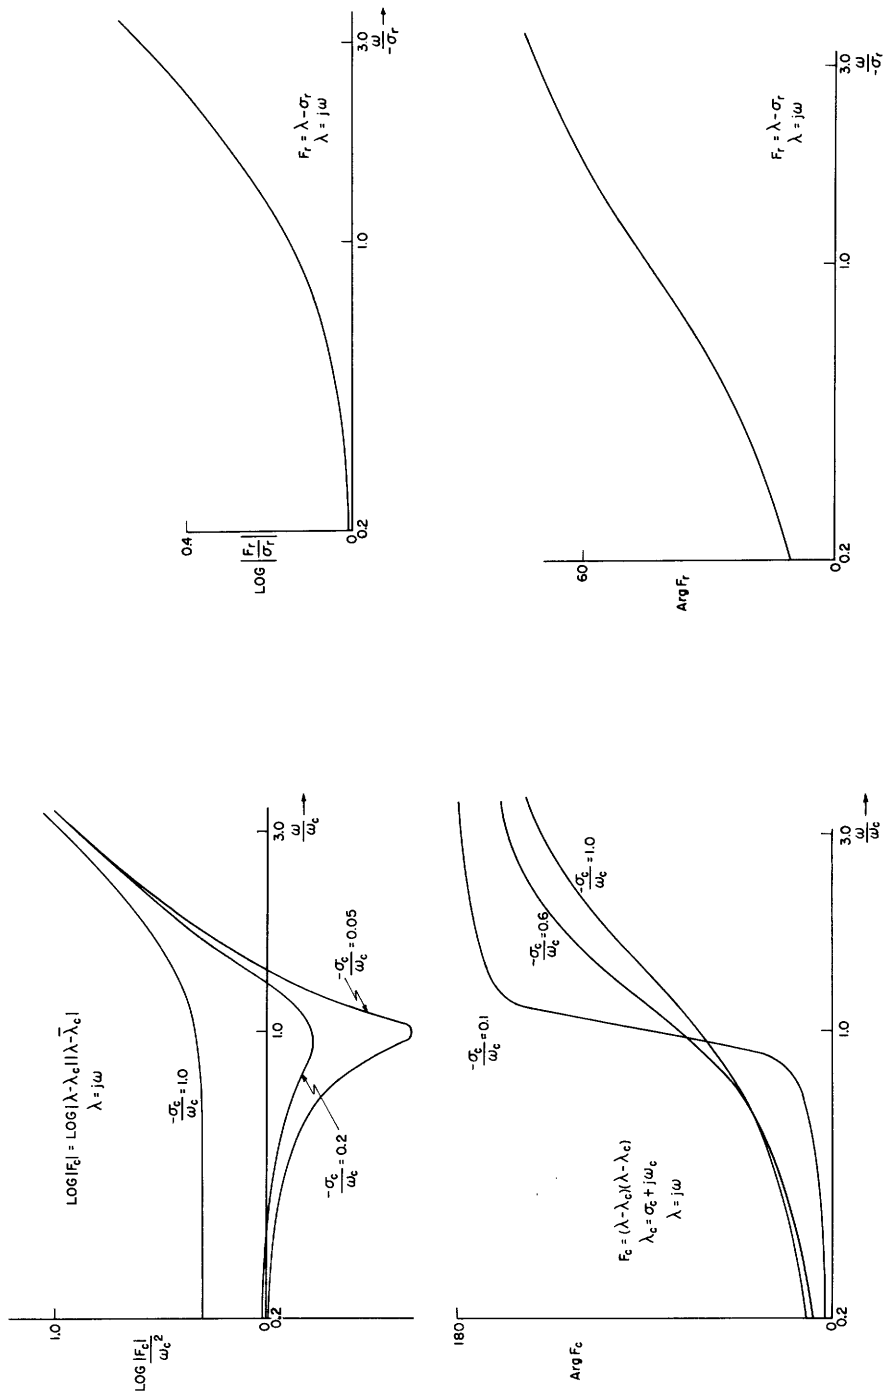 LOG|F_c| = LOG|λ-λ_c||λ-λ̄_c|
λ = jω
LOG |F_c|/ω_c²
1.0
0
0.2
1.0
3.0
ω/ω_c →
-σ_c/ω_c = 1.0
-σ_c/ω_c = 0.2
-σ_c/ω_c = 0.05
LOG |F_r/σ_r|
0.4
0
0.2
1.0
3.0
ω/-σ_r →
F_r = λ-σ_r
λ = jω
Arg F_c
180
0
0.2
1.0
3.0
ω/ω_c →
-σ_c/ω_c = 0.1
-σ_c/ω_c = 0.6
-σ_c/ω_c = 1.0
F_c = (λ-λ_c)(λ-λ_c)
λ_c = σ_c + jω_c
λ = jω
Arg F_r
60
0
0.2
1.0
3.0
ω/-σ_r
F_r = λ-σ_r
λ = jω